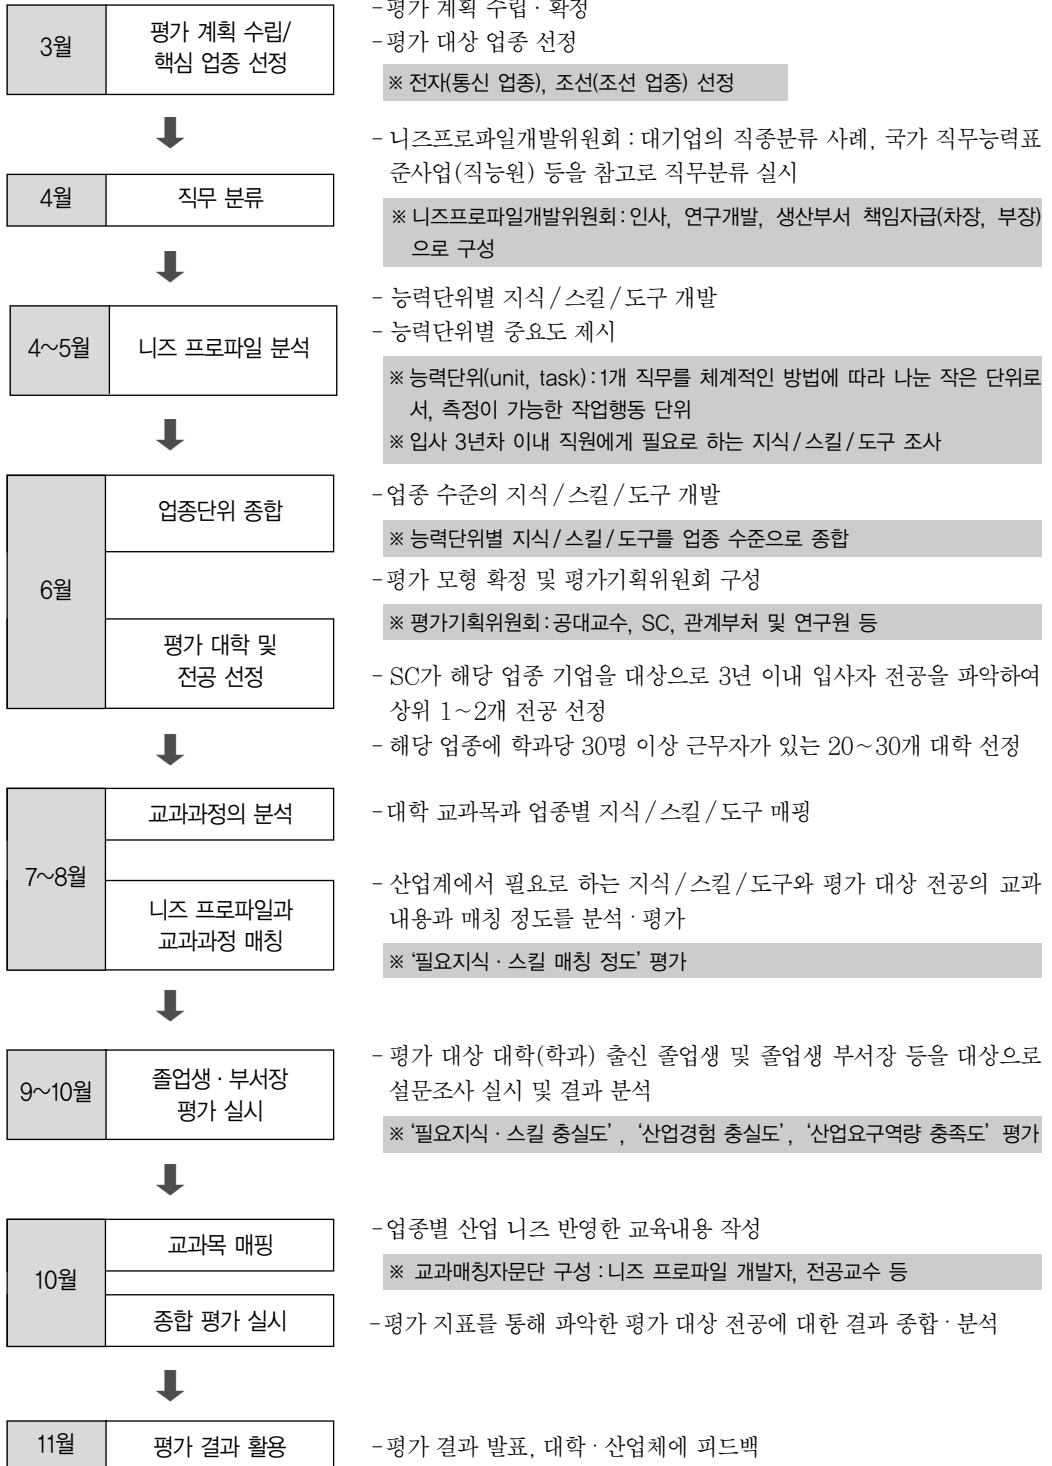 3월
평가 계획 수립/
핵심 업종 선정
-평가 계획 수립·확정
-평가 대상 업종 선정
※ 전자(통신 업종), 조선(조선 업종) 선정
4월
직무 분류
- 니즈프로파일개발위원회 : 대기업의 직종분류 사례, 국가 직무능력표
준사업(직능원) 등을 참고로 직무분류 실시
※ 니즈프로파일개발위원회 : 인사, 연구개발, 생산부서 책임자급(차장, 부장)
으로 구성
4~5월
니즈 프로파일 분석
- 능력단위별 지식/스킬/도구 개발
- 능력단위별 중요도 제시
※ 능력단위(unit, task) : 1개 직무를 체계적인 방법에 따라 나눈 작은 단위로
서, 측정이 가능한 작업행동 단위
※ 입사 3년차 이내 직원에게 필요로 하는 지식/스킬/도구 조사
6월
업종단위 종합
-업종 수준의 지식/스킬/도구 개발
※ 능력단위별 지식/스킬/도구를 업종 수준으로 종합
-평가 모형 확정 및 평가기획위원회 구성
※ 평가기획위원회 : 공대교수, SC, 관계부처 및 연구원 등
평가 대학 및
전공 선정
- SC가 해당 업종 기업을 대상으로 3년 이내 입사자 전공을 파악하여
상위 1~2개 전공 선정
- 해당 업종에 학과당 30명 이상 근무자가 있는 20~30개 대학 선정
7~8월
교과과정의 분석
-대학 교과목과 업종별 지식/스킬/도구 매핑
니즈 프로파일과
교과과정 매칭
- 산업계에서 필요로 하는 지식/스킬/도구와 평가 대상 전공의 교과
내용과 매칭 정도를 분석·평가
※ ‘필요지식·스킬 매칭 정도’ 평가
9~10월
졸업생·부서장
평가 실시
- 평가 대상 대학(학과) 출신 졸업생 및 졸업생 부서장 등을 대상으로
설문조사 실시 및 결과 분석
※ ‘필요지식·스킬 충실도’, ‘산업경험 충실도’, ‘산업요구역량 충족도’ 평가
10월
교과목 매핑
-업종별 산업 니즈 반영한 교육내용 작성
※ 교과매칭자문단 구성 : 니즈 프로파일 개발자, 전공교수 등
종합 평가 실시
-평가 지표를 통해 파악한 평가 대상 전공에 대한 결과 종합·분석
11월
평가 결과 활용
-평가 결과 발표, 대학·산업체에 피드백